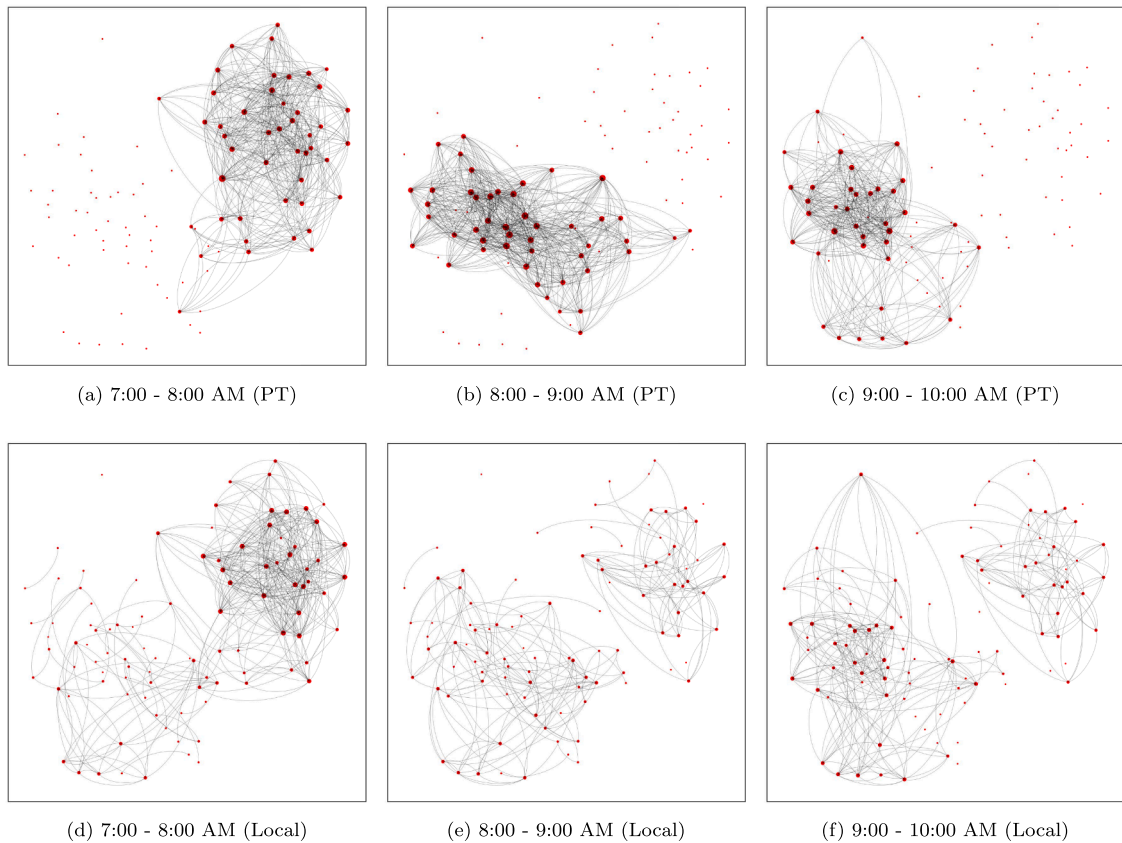 (a) 7:00 - 8:00 AM (PT)
(b) 8:00 - 9:00 AM (PT)
(c) 9:00 - 10:00 AM (PT)
(d) 7:00 - 8:00 AM (Local)
(e) 8:00 - 9:00 AM (Local)
(f) 9:00 - 10:00 AM (Local)